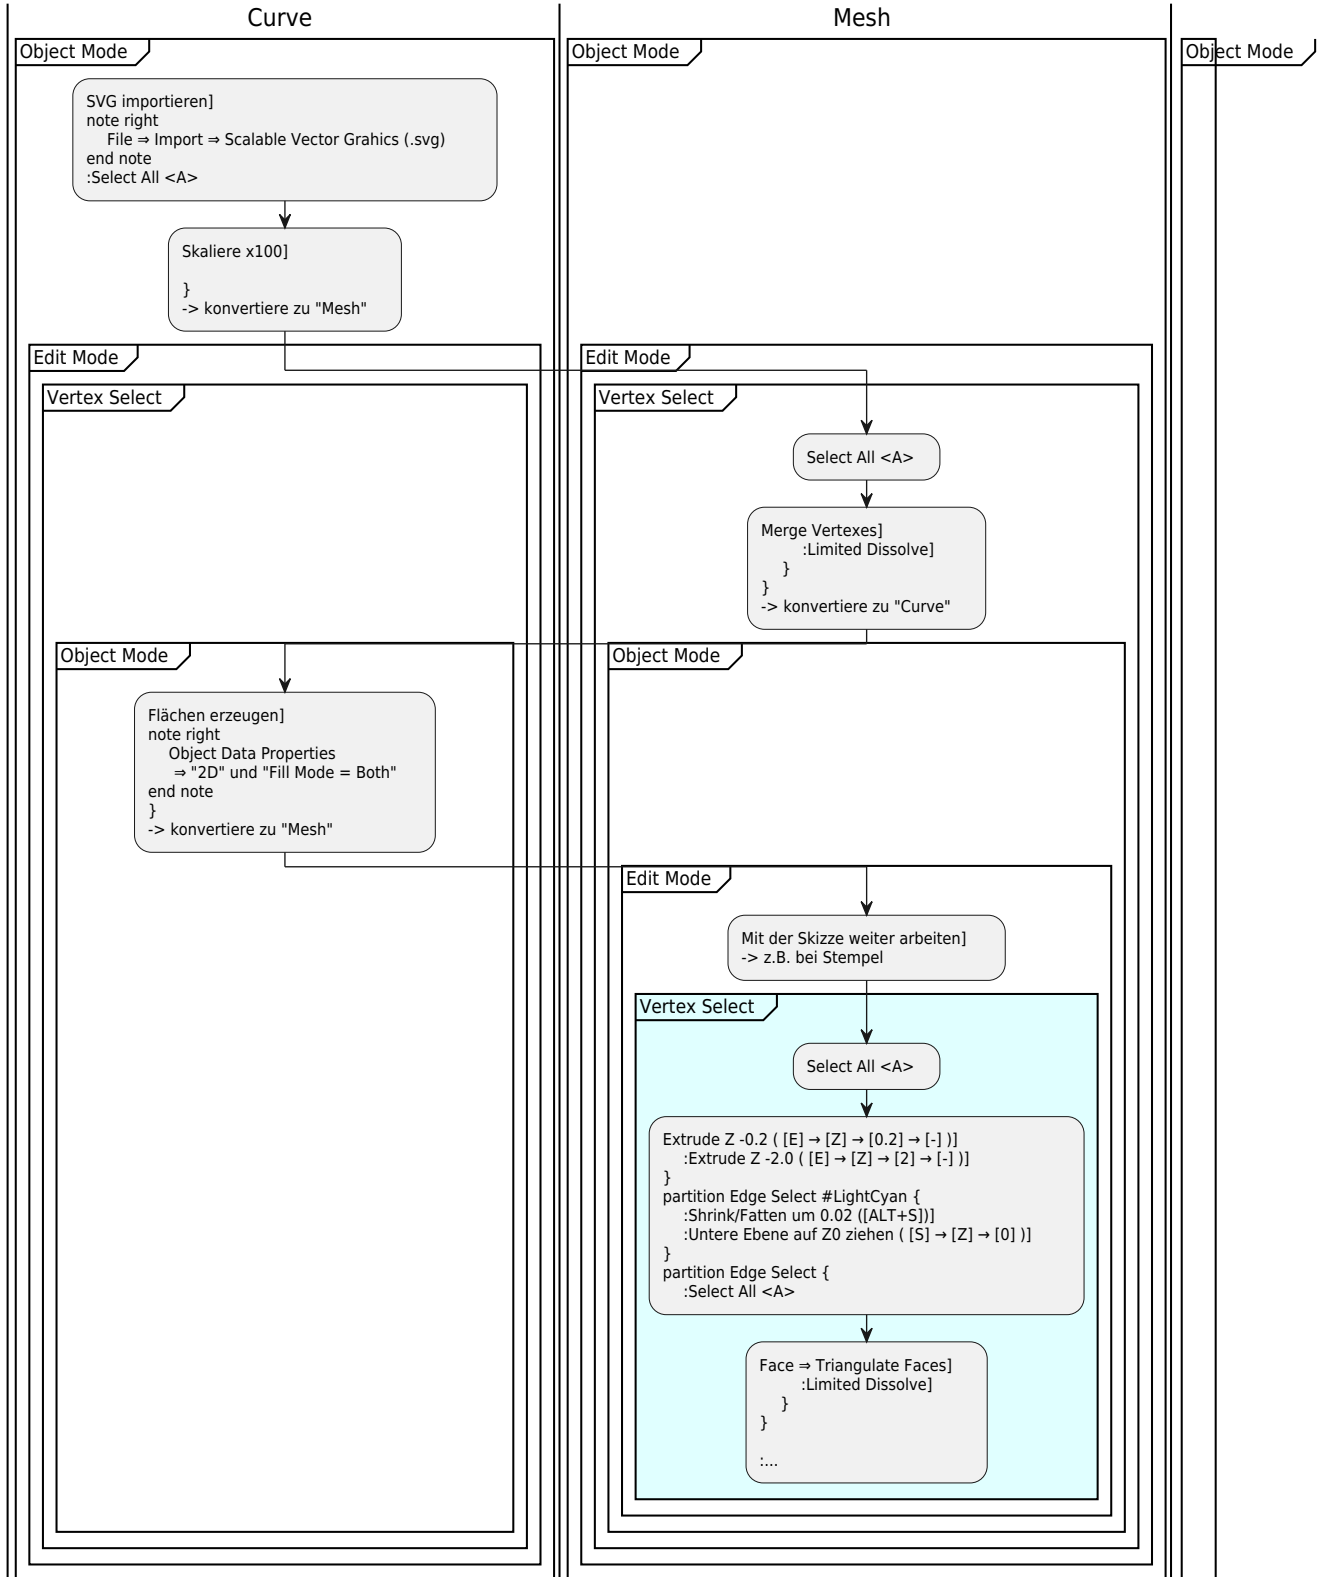 Curve
Mesh
Object Mode
Object Mode
Object Mode
SVG importieren]
note right
File ⇒ Import ⇒ Scalable Vector Grahics (.svg)
end note
:Select All <A>
Skaliere x100]
}
-> konvertiere zu "Mesh"
Edit Mode
Edit Mode
Vertex Select
Vertex Select
Select All <A>
Merge Vertexes]
:Limited Dissolve]
}
}
-> konvertiere zu "Curve"
Object Mode
Object Mode
Flächen erzeugen]
note right
Object Data Properties
⇒ "2D" und "Fill Mode = Both"
end note
}
-> konvertiere zu "Mesh"
Edit Mode
Mit der Skizze weiter arbeiten]
-> z.B. bei Stempel
Vertex Select
Select All <A>
Extrude Z -0.2 ( [E] → [Z] → [0.2] → [-] )]
:Extrude Z -2.0 ( [E] → [Z] → [2] → [-] )]
}
partition Edge Select #LightCyan {
:Shrink/Fatten um 0.02 ([ALT+S])]
:Untere Ebene auf Z0 ziehen ( [S] → [Z] → [0] )]
}
partition Edge Select {
:Select All <A>
Face ⇒ Triangulate Faces]
:Limited Dissolve]
}
}
:...